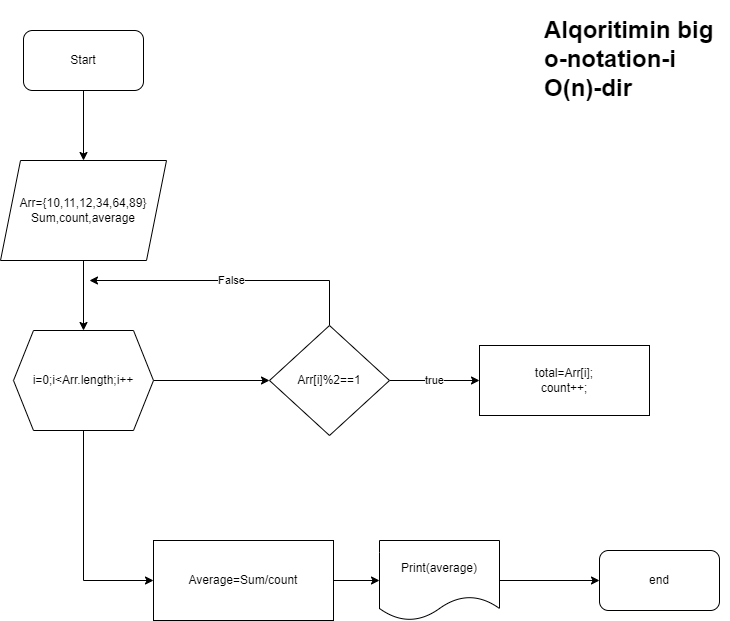 Alqoritimin big
o-notation-i
O(n)-dir
Start
Arr={10,11,12,34,64,89}
Sum,count,average
False
i=0;i<Arr.length;i++
Arr[i]%2==1
true
total=Arr[i];
count++;
Average=Sum/count
Print(average)
end